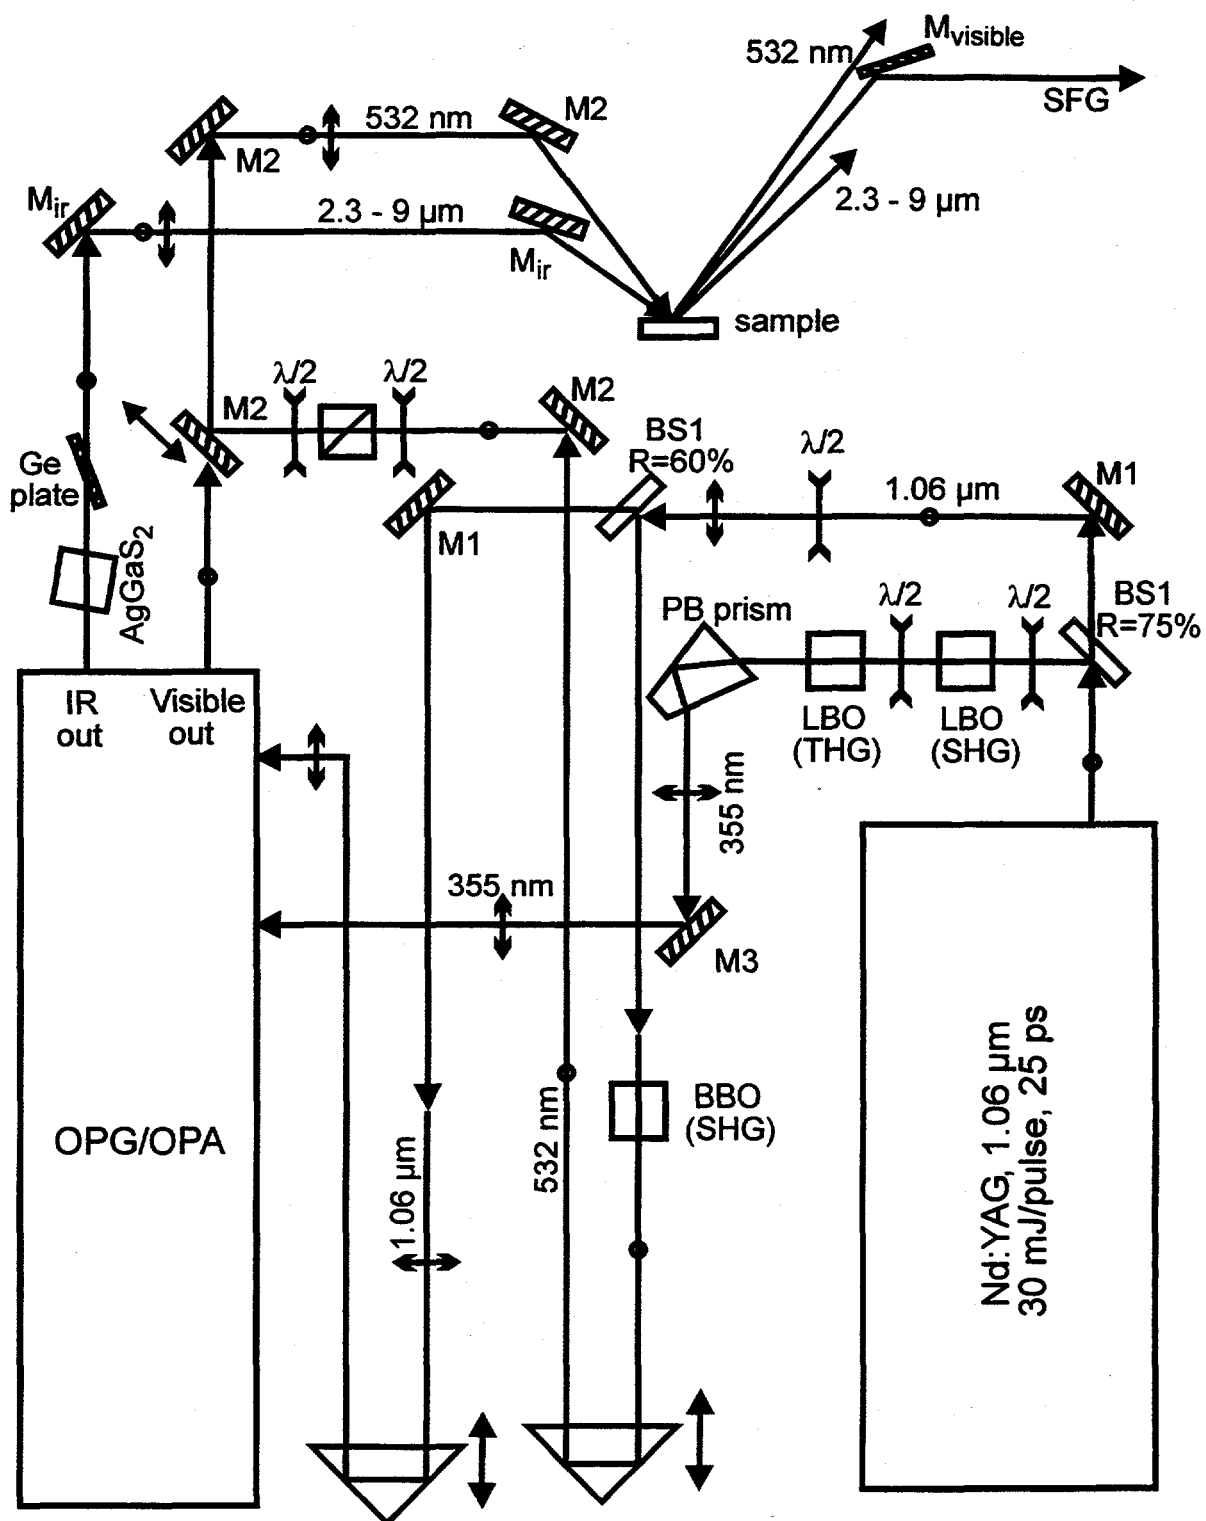 532 nm
M visible
SFG
532 nm
M2
M2
2.3 - 9 µm
Mir
2.3 - 9 µm
Mir
sample
λ/2
λ/2
M2
M2
BS1
R=60%
λ/2
1.06 µm
M1
Ge
plate
M1
AgGaS2
PB prism
λ/2
λ/2
BS1
R=75%
IR
out
Visible
out
LBO
(THG)
LBO
(SHG)
355 nm
355 nm
M3
OPG/OPA
1.06 µm
532 nm
BBO
(SHG)
Nd:YAG, 1.06 µm
30 mJ/pulse, 25 ps